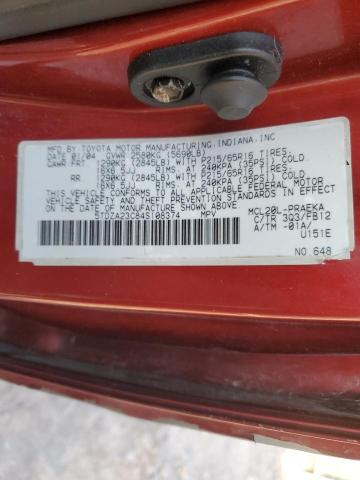 MFD. BY TOYOTA MOTOR MANUFACTURING, INDIANA, INC
DATE 01/04 GVWR 2580KG (5690LB)
GAWR FRT 1290KG (2845LB) WITH P215/65R16 TIRES.
16X6.5JJ RIMS. AT 240KPA (35PSI) COLD.
RR 1290KG (2845LB) WITH P215/65R16 TIRES.
16X6.5JJ RIMS. AT 240KPA (35PSI) COLD.
THIS VEHICLE CONFORMS TO ALL APPLICABLE FEDERAL MOTOR
VEHICLE SAFETY STANDARDS IN EFFECT ON THE DATE OF
MANUFACTURE SHOWN ABOVE.
5TDZA23C84S108374 MPV
MCL20L-PRAEKA
C/TR 3Q3/FB12
A/TM -01A/
U151E
NO 648